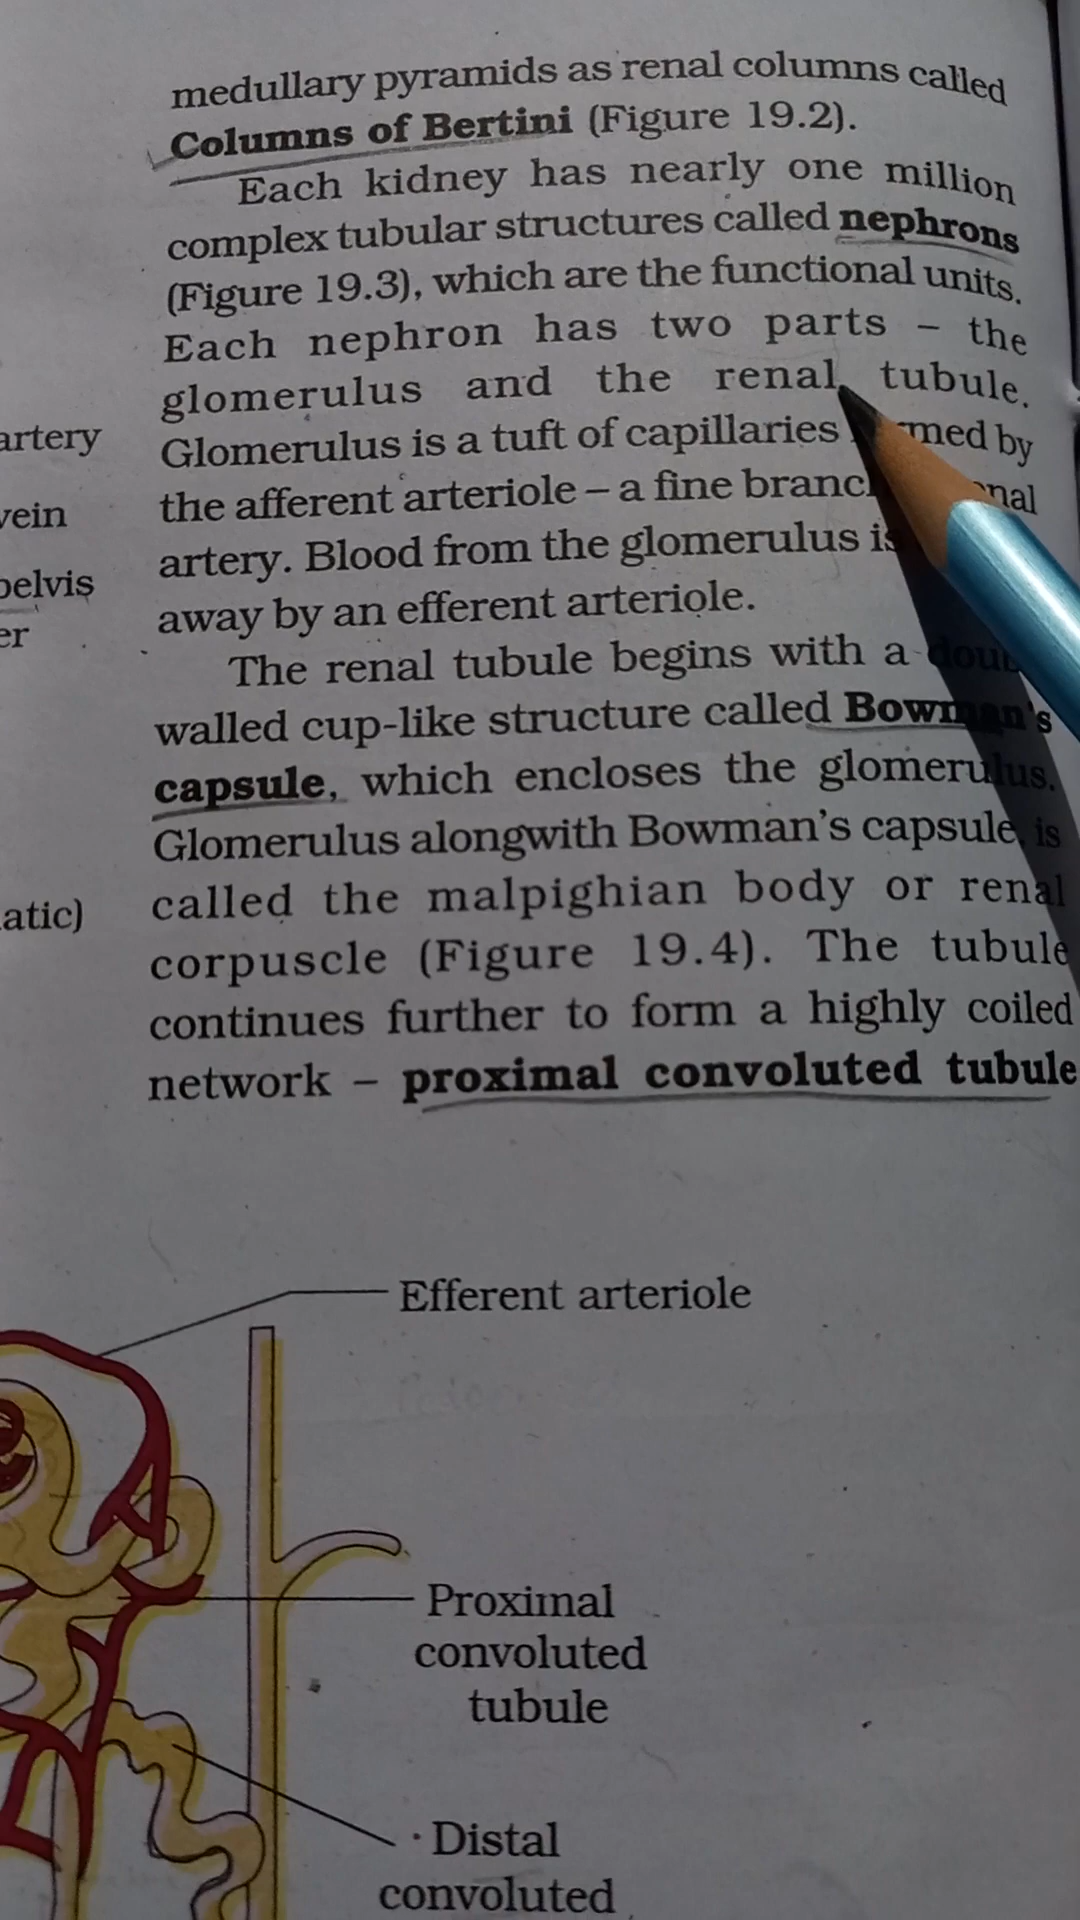 medullary pyramids as renal columns called
Columns of Bertini (Figure 19.2).
Each kidney has nearly one million
complex tubular structures called nephrons
(Figure 19.3), which are the functional units.
Each nephron has two parts – the
glomerulus and the renal tubule.
Glomerulus is a tuft of capillaries by
the afferent arteriole – a fine
artery. Blood from the glomerulus is
away by an efferent arteriole.
The renal tubule begins with a
walled cup-like structure called Bowman's
capsule, which encloses the glomerulus.
Glomerulus alongwith Bowman's capsule, is
called the malpighian body or renal
corpuscle (Figure 19.4). The tubule
continues further to form a highly coiled
network – proximal convoluted tubule
artery
vein
pelvis
er
atic)
Efferent arteriole
Proximal
convoluted
tubule
Distal
convoluted